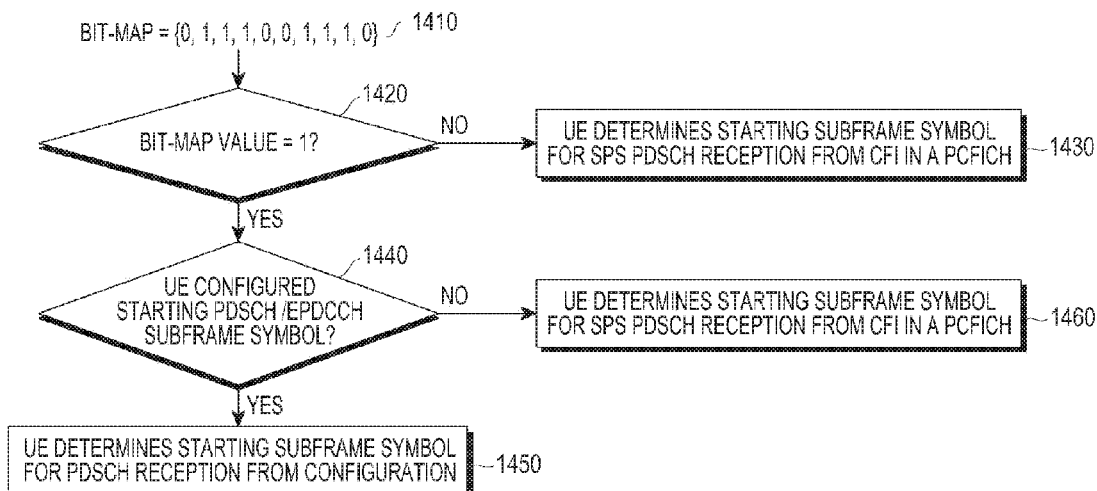 BIT-MAP = {0, 1, 1, 1, 0, 0, 1, 1, 1, 0}
1410
1420
BIT-MAP VALUE = 1?
NO
UE DETERMINES STARTING SUBFRAME SYMBOL
FOR SPS PDSCH RECEPTION FROM CFI IN A PCFICH
1430
YES
1440
UE CONFIGURED
STARTING PDSCH /EPDCCH
SUBFRAME SYMBOL?
NO
UE DETERMINES STARTING SUBFRAME SYMBOL
FOR SPS PDSCH RECEPTION FROM CFI IN A PCFICH
1460
YES
UE DETERMINES STARTING SUBFRAME SYMBOL
FOR PDSCH RECEPTION FROM CONFIGURATION
1450